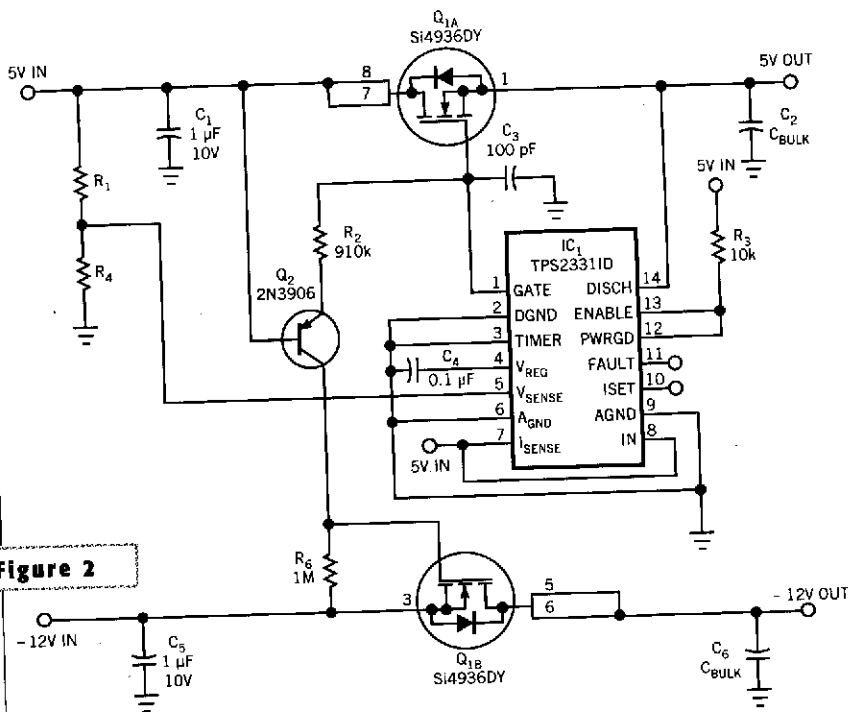 Q1A
Si4936DY
5V IN
5V OUT
8
7
1
C1
1 µF
10V
C3
100 pF
C2
CBULK
5V IN
R1
R2
910k
IC1
TPS2331ID
R3
10k
R4
Q2
2N3906
1 GATE
DISCH 14
2 DGND
ENABLE 13
3 TIMER
PWRGD 12
C4
0.1 µF
4 VREG
FAULT 11
5 VSENSE
ISET 10
6 AGND
AGND 9
7 ISENSE
IN 8
5V IN
Figure 2
R6
1M
3
5
6
-12V IN
-12V OUT
C5
1 µF
10V
Q1B
Si4936DY
C6
CBULK